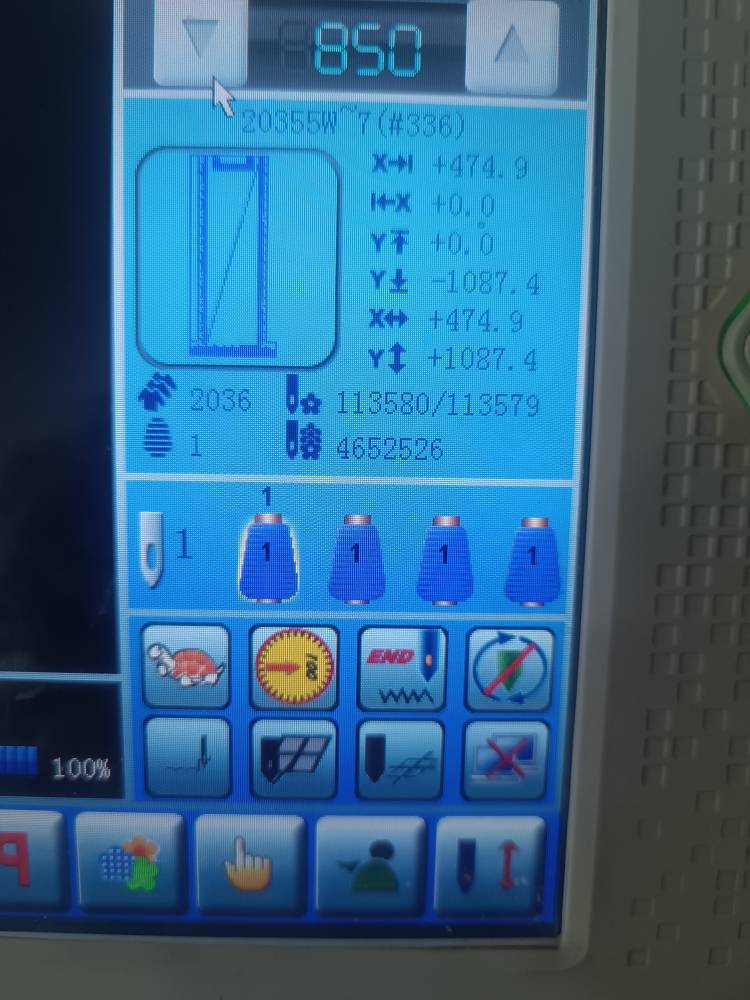 850
20355W~7(#336)
X +474.9
X +0.0
Y +0.0
Y -1087.4
X +474.9
Y +1087.4
2036 113580/113579
1 4652526
1
1 1 1 1 1
100
END
100%
P